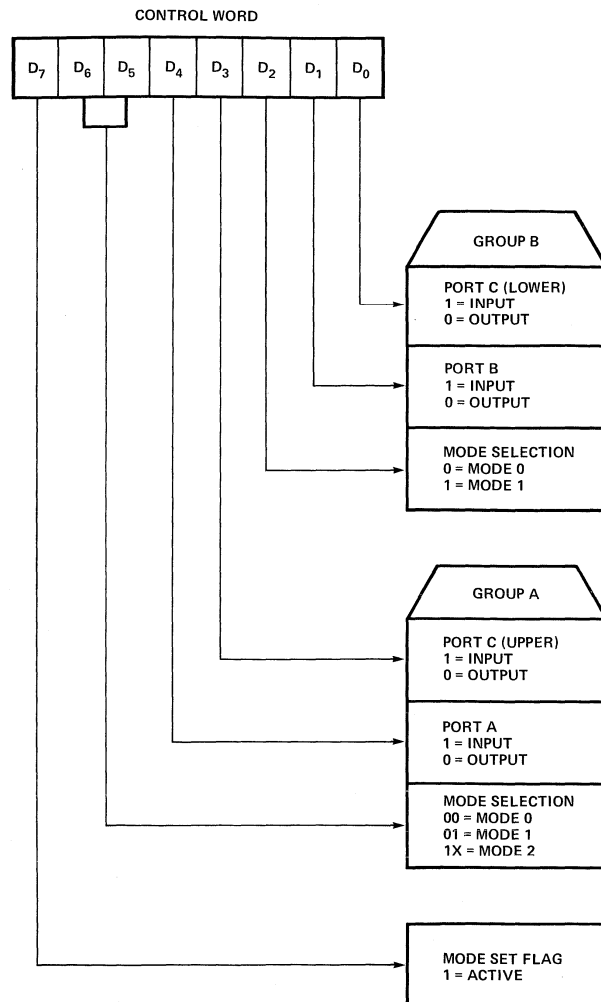 CONTROL WORD
D7 D6 D5 D4 D3 D2 D1 D0
GROUP B
PORT C (LOWER)
1 = INPUT
0 = OUTPUT
PORT B
1 = INPUT
0 = OUTPUT
MODE SELECTION
0 = MODE 0
1 = MODE 1
GROUP A
PORT C (UPPER)
1 = INPUT
0 = OUTPUT
PORT A
1 = INPUT
0 = OUTPUT
MODE SELECTION
00 = MODE 0
01 = MODE 1
1X = MODE 2
MODE SET FLAG
1 = ACTIVE